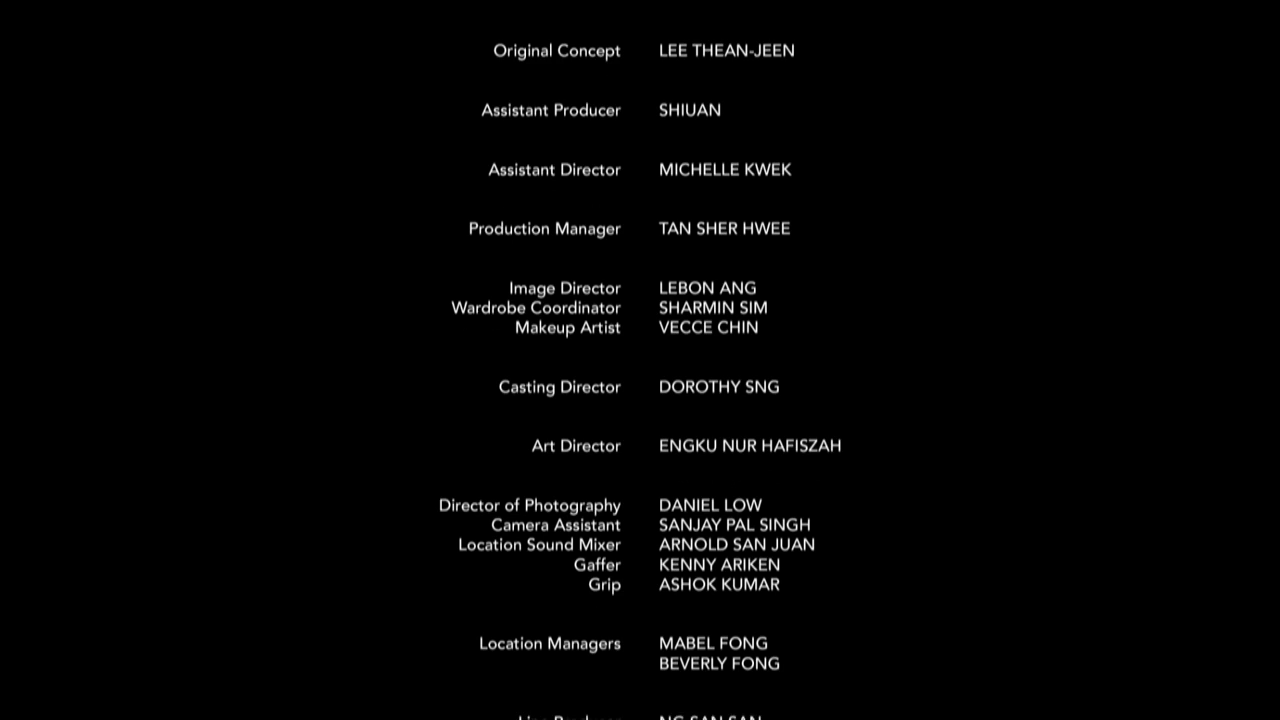 Original Concept LEE THEAN-JEEN
Assistant Producer SHIUAN
Assistant Director MICHELLE KWEK
Production Manager TAN SHER HWEE
Image Director LEBON ANG
Wardrobe Coordinator SHARMIN SIM
Makeup Artist VECCE CHIN
Casting Director DOROTHY SNG
Art Director ENGKU NUR HAFISZAH
Director of Photography DANIEL LOW
Camera Assistant SANJAY PAL SINGH
Location Sound Mixer ARNOLD SAN JUAN
Gaffer KENNY ARIKEN
Grip ASHOK KUMAR
Location Managers MABEL FONG
BEVERLY FONG